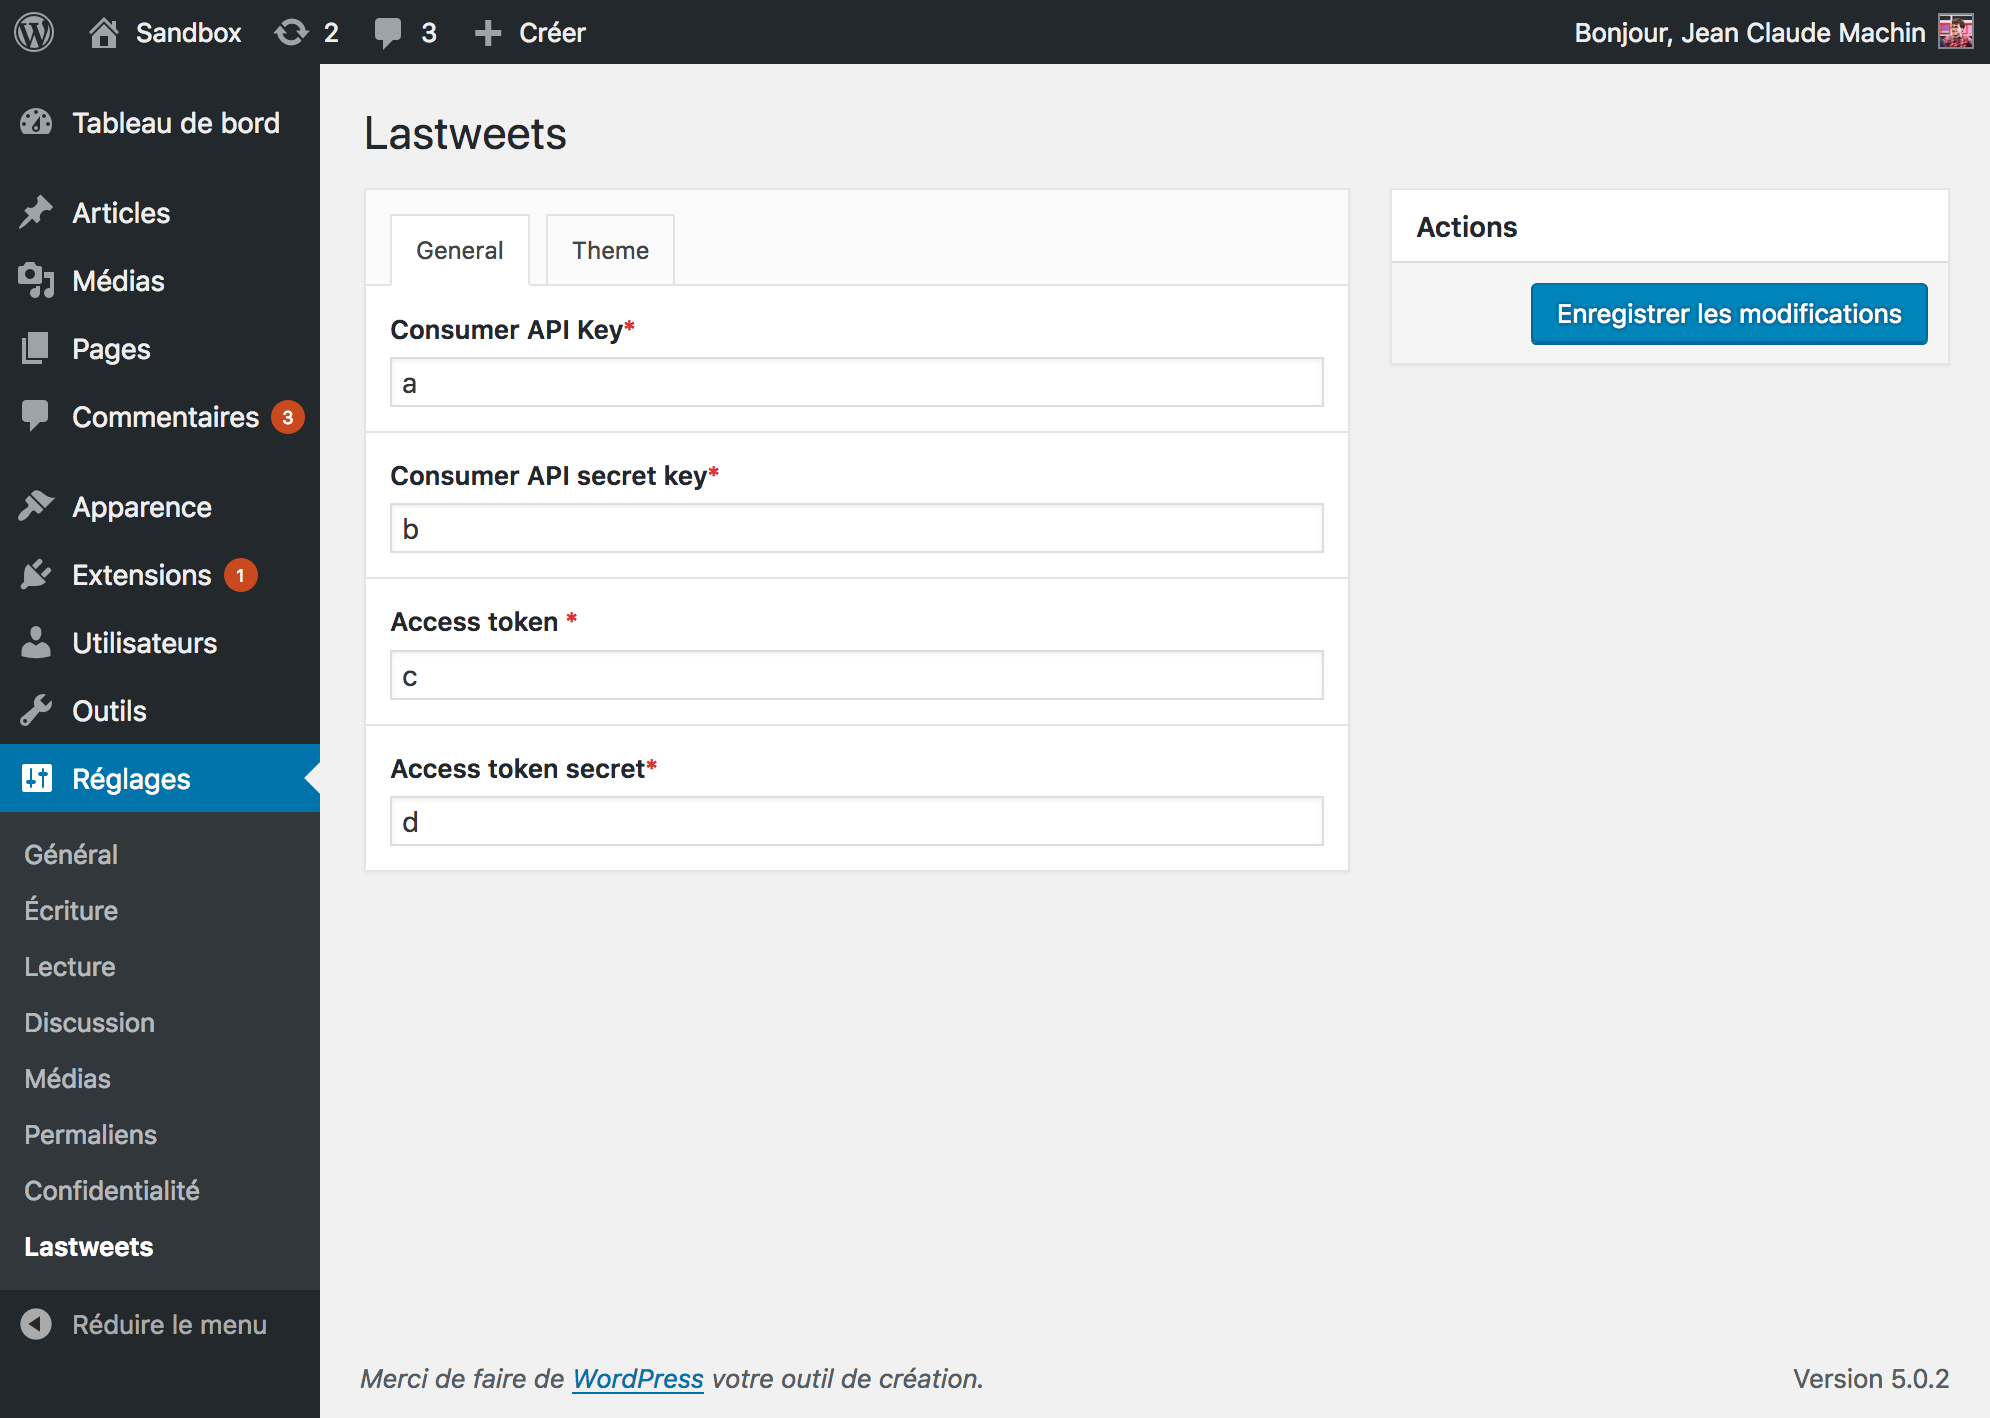 Sandbox 2 3 Créer Bonjour, Jean Claude Machin
Tableau de bord
Articles
Médias
Pages
Commentaires 3
Apparence
Extensions 1
Utilisateurs
Outils
Réglages
Général
Écriture
Lecture
Discussion
Médias
Permaliens
Confidentialité
Lastweets
Réduire le menu
Lastweets
General Theme
Consumer API Key*
a
Consumer API secret key*
b
Access token *
c
Access token secret*
d
Actions
Enregistrer les modifications
Merci de faire de WordPress votre outil de création.
Version 5.0.2